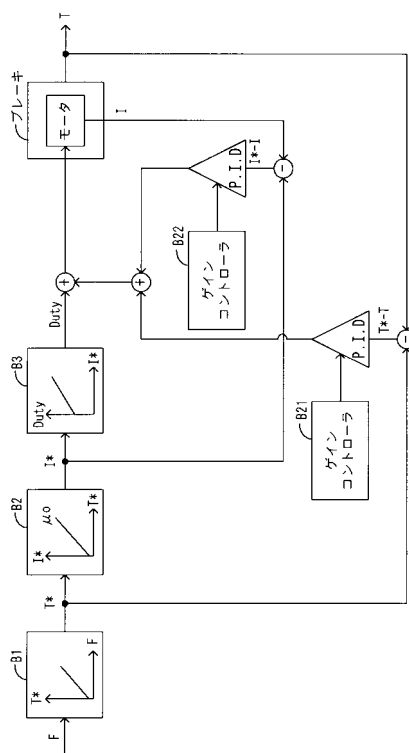 F
B1
T*
F
T*
B2
I*
μo
T*
I*
B3
Duty
I*
Duty
+
ブレーキ
モータ
T
I
+
B22
ゲイン
コントローラ
P.I.D
I*-I
-
B21
ゲイン
コントローラ
P.I.D
T*-T
-